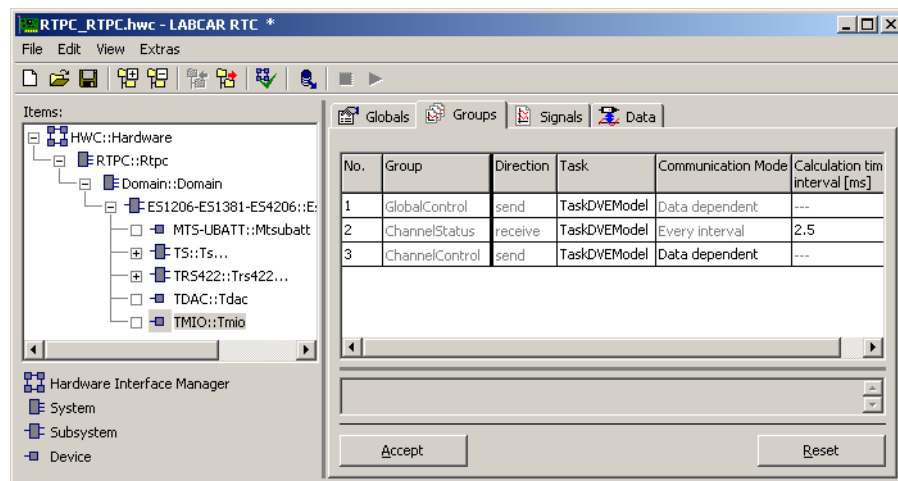 RTPC_RTPC.hwc - LABCAR RTC *
File Edit View Extras
Items:
HWC::Hardware
RTPC::Rtpc
Domain::Domain
ES1206-ES1381-ES4206::E
MTS-UBATT::Mtsubatt
TS::Ts...
TRS422::Trs422...
TDAC::Tdac
TMIO::Tmio
Hardware Interface Manager
System
Subsystem
Device
Globals Groups Signals Data
No. Group Direction Task Communication Mode Calculation tim
interval [ms]
1 GlobalControl send TaskDVEModel Data dependent ---
2 ChannelStatus receive TaskDVEModel Every interval 2.5
3 ChannelControl send TaskDVEModel Data dependent ---
Accept Reset